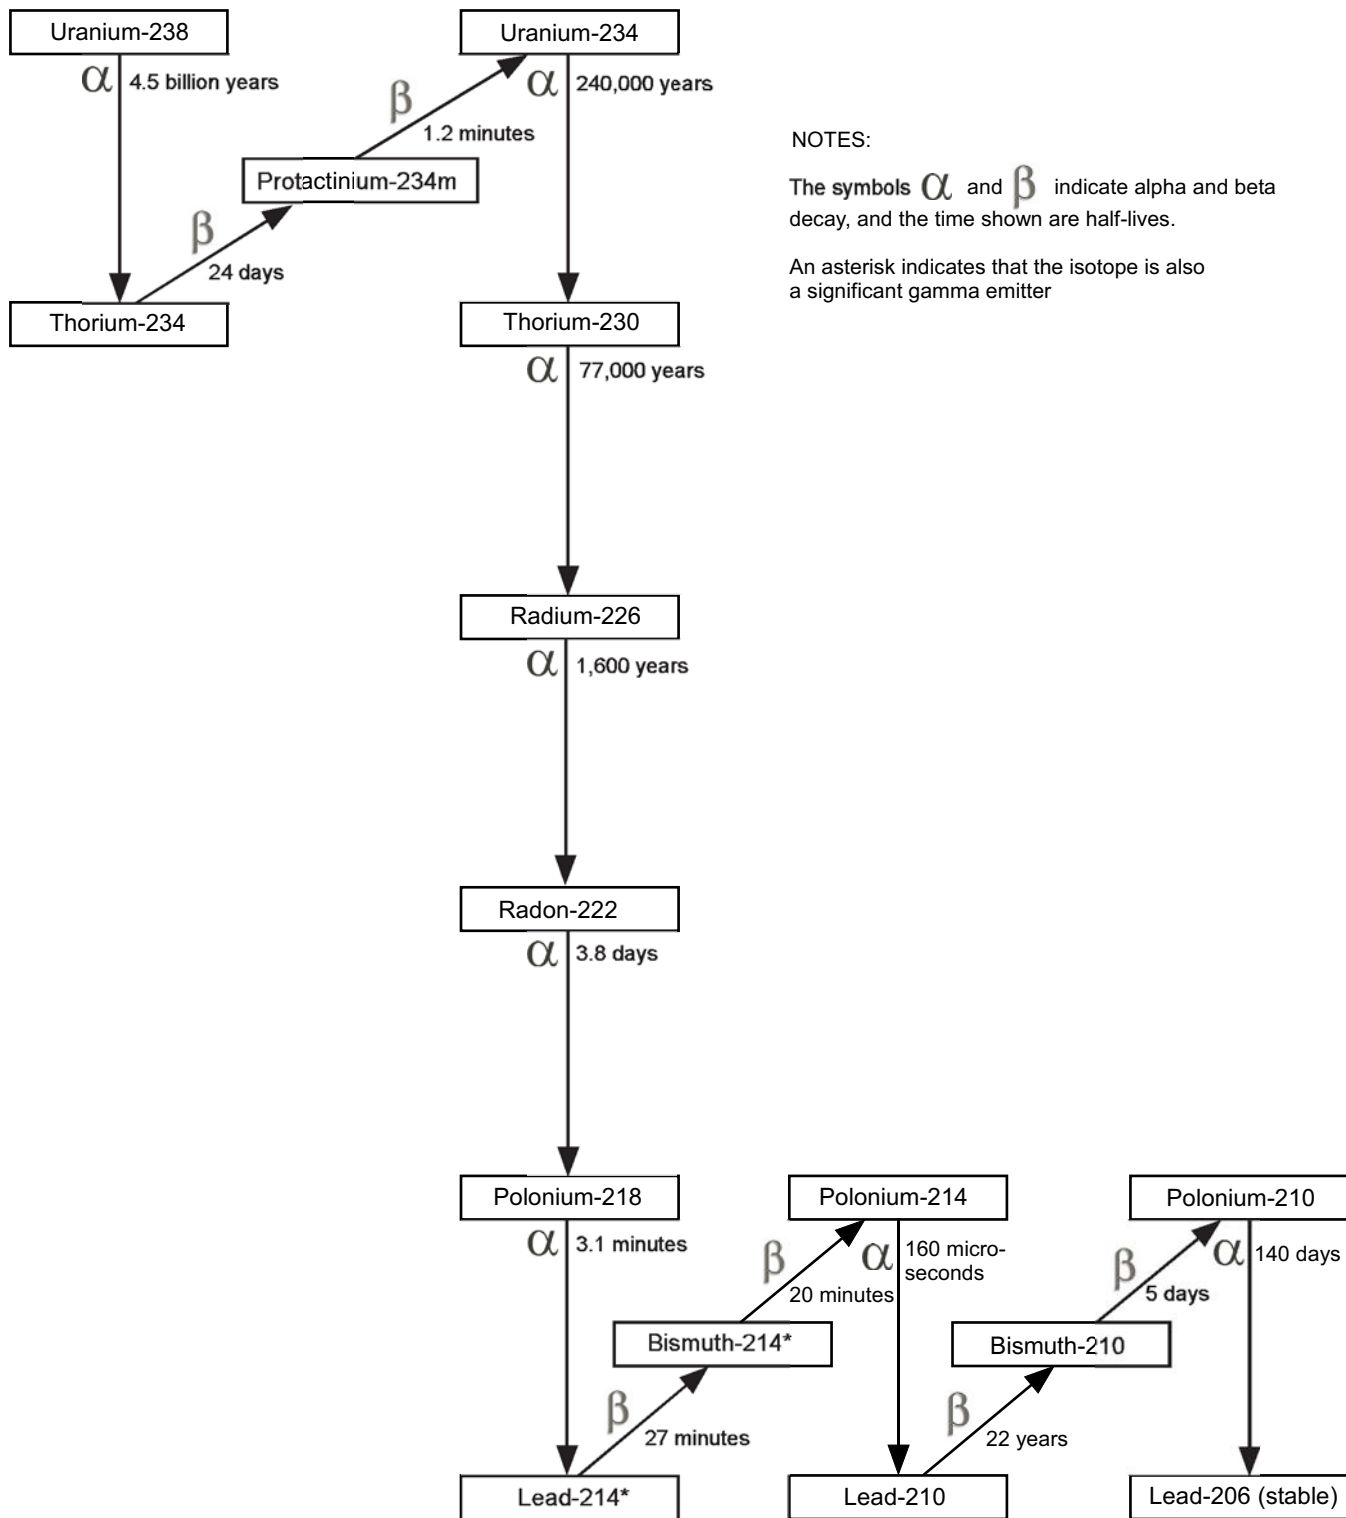 Uranium-238
α 4.5 billion years
Uranium-234
α 240,000 years
β
1.2 minutes
Protactinium-234m
β
24 days
Thorium-234
NOTES:
The symbols α and β indicate alpha and beta
decay, and the time shown are half-lives.
An asterisk indicates that the isotope is also
a significant gamma emitter
Thorium-230
α 77,000 years
Radium-226
α 1,600 years
Radon-222
α 3.8 days
Polonium-218
α 3.1 minutes
Polonium-214
α 160 micro-
seconds
β
20 minutes
Bismuth-214*
β
27 minutes
Lead-214*
Polonium-210
α 140 days
β
5 days
Bismuth-210
β
22 years
Lead-210
Lead-206 (stable)